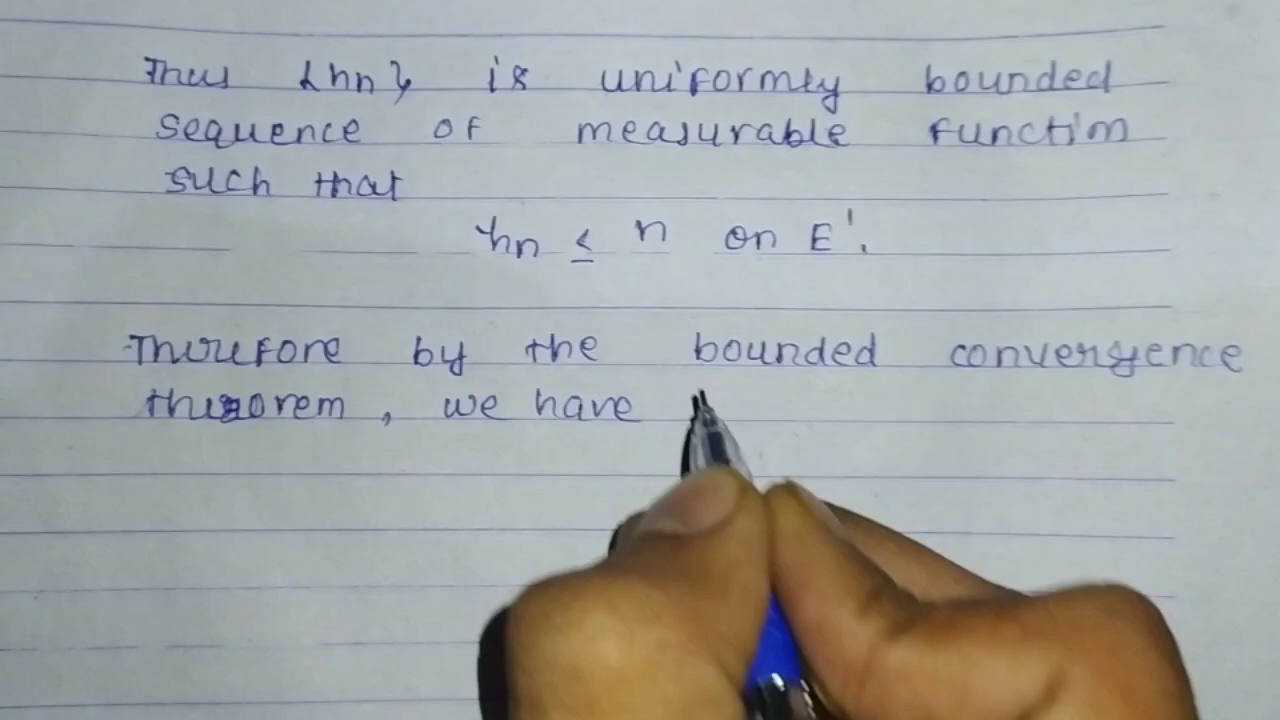 Thus {hn} is uniformly bounded
sequence of measurable function
such that
hn ≤ n on E'.
Therefore by the bounded convergence
theorem, we have